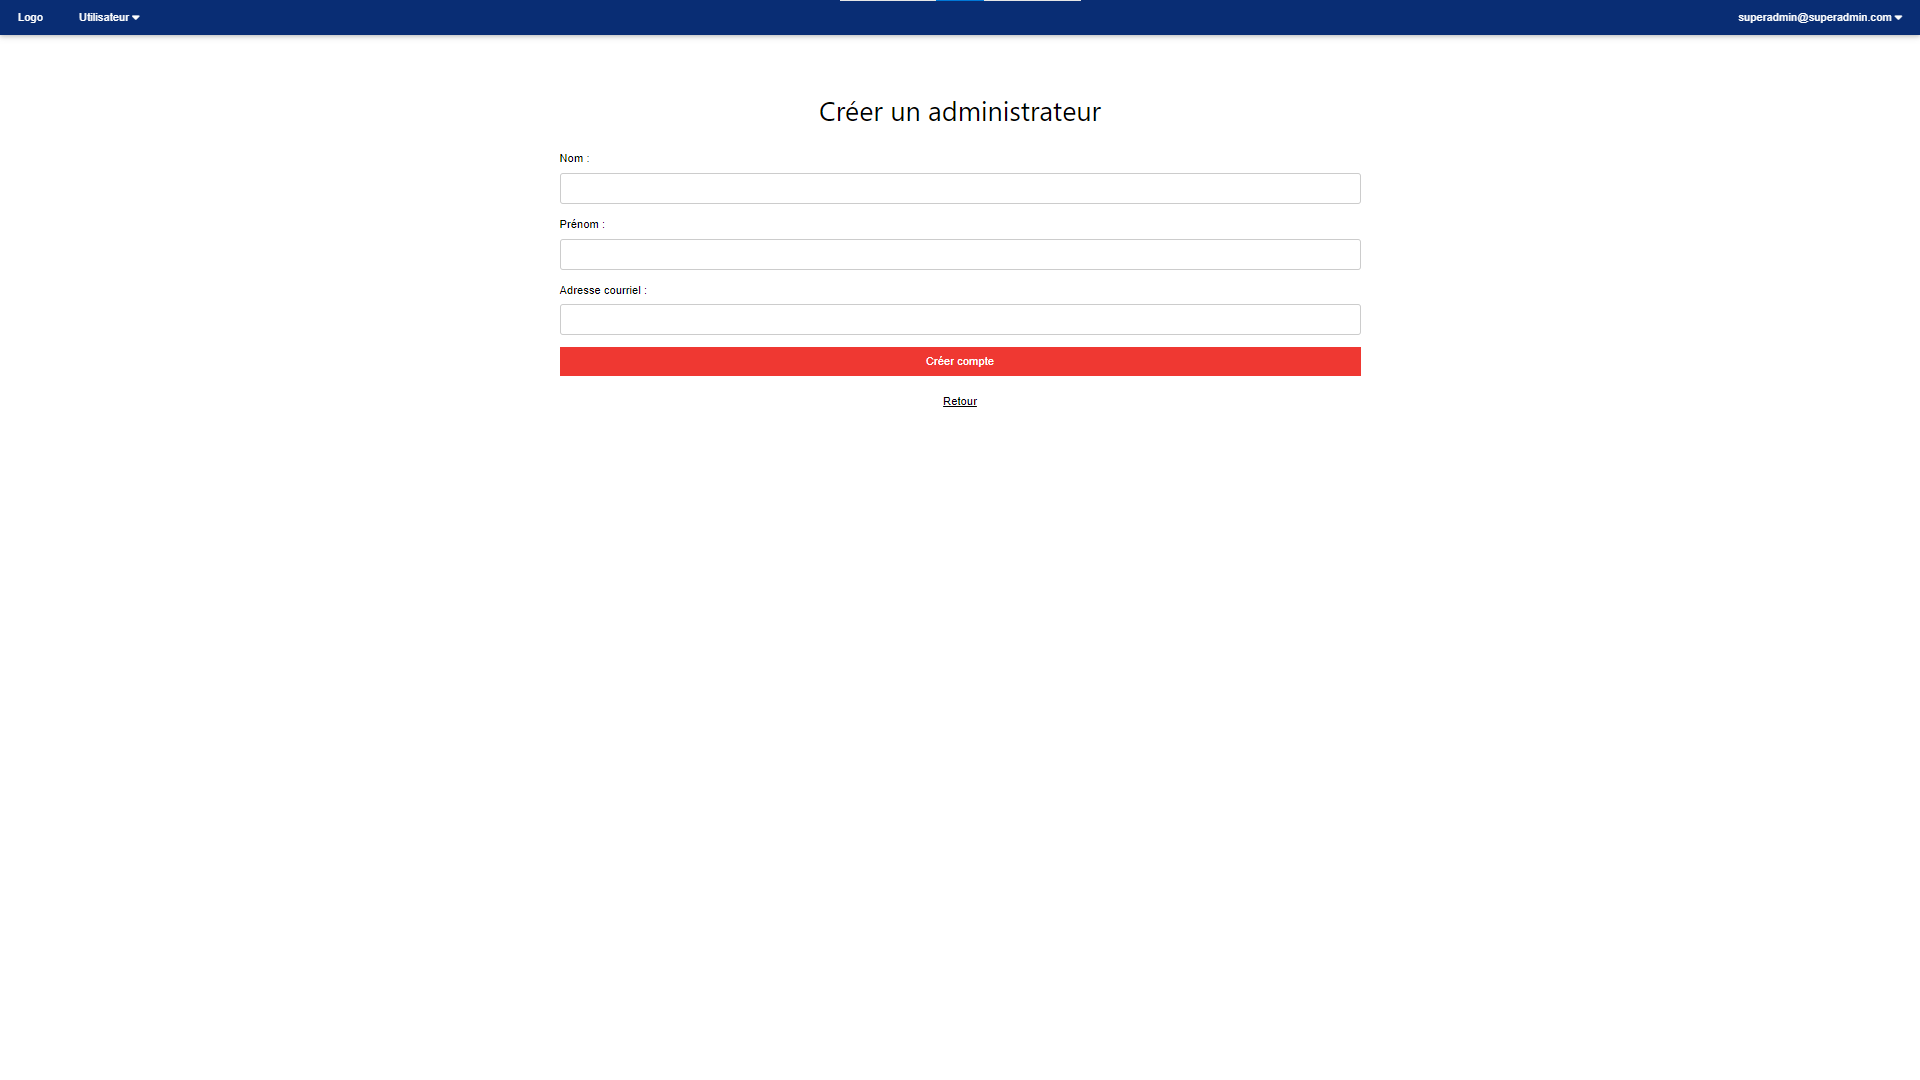 Logo Utilisateur superadmin@superadmin.com
Créer un administrateur
Nom :
Prénom :
Adresse courriel :
Créer compte
Retour